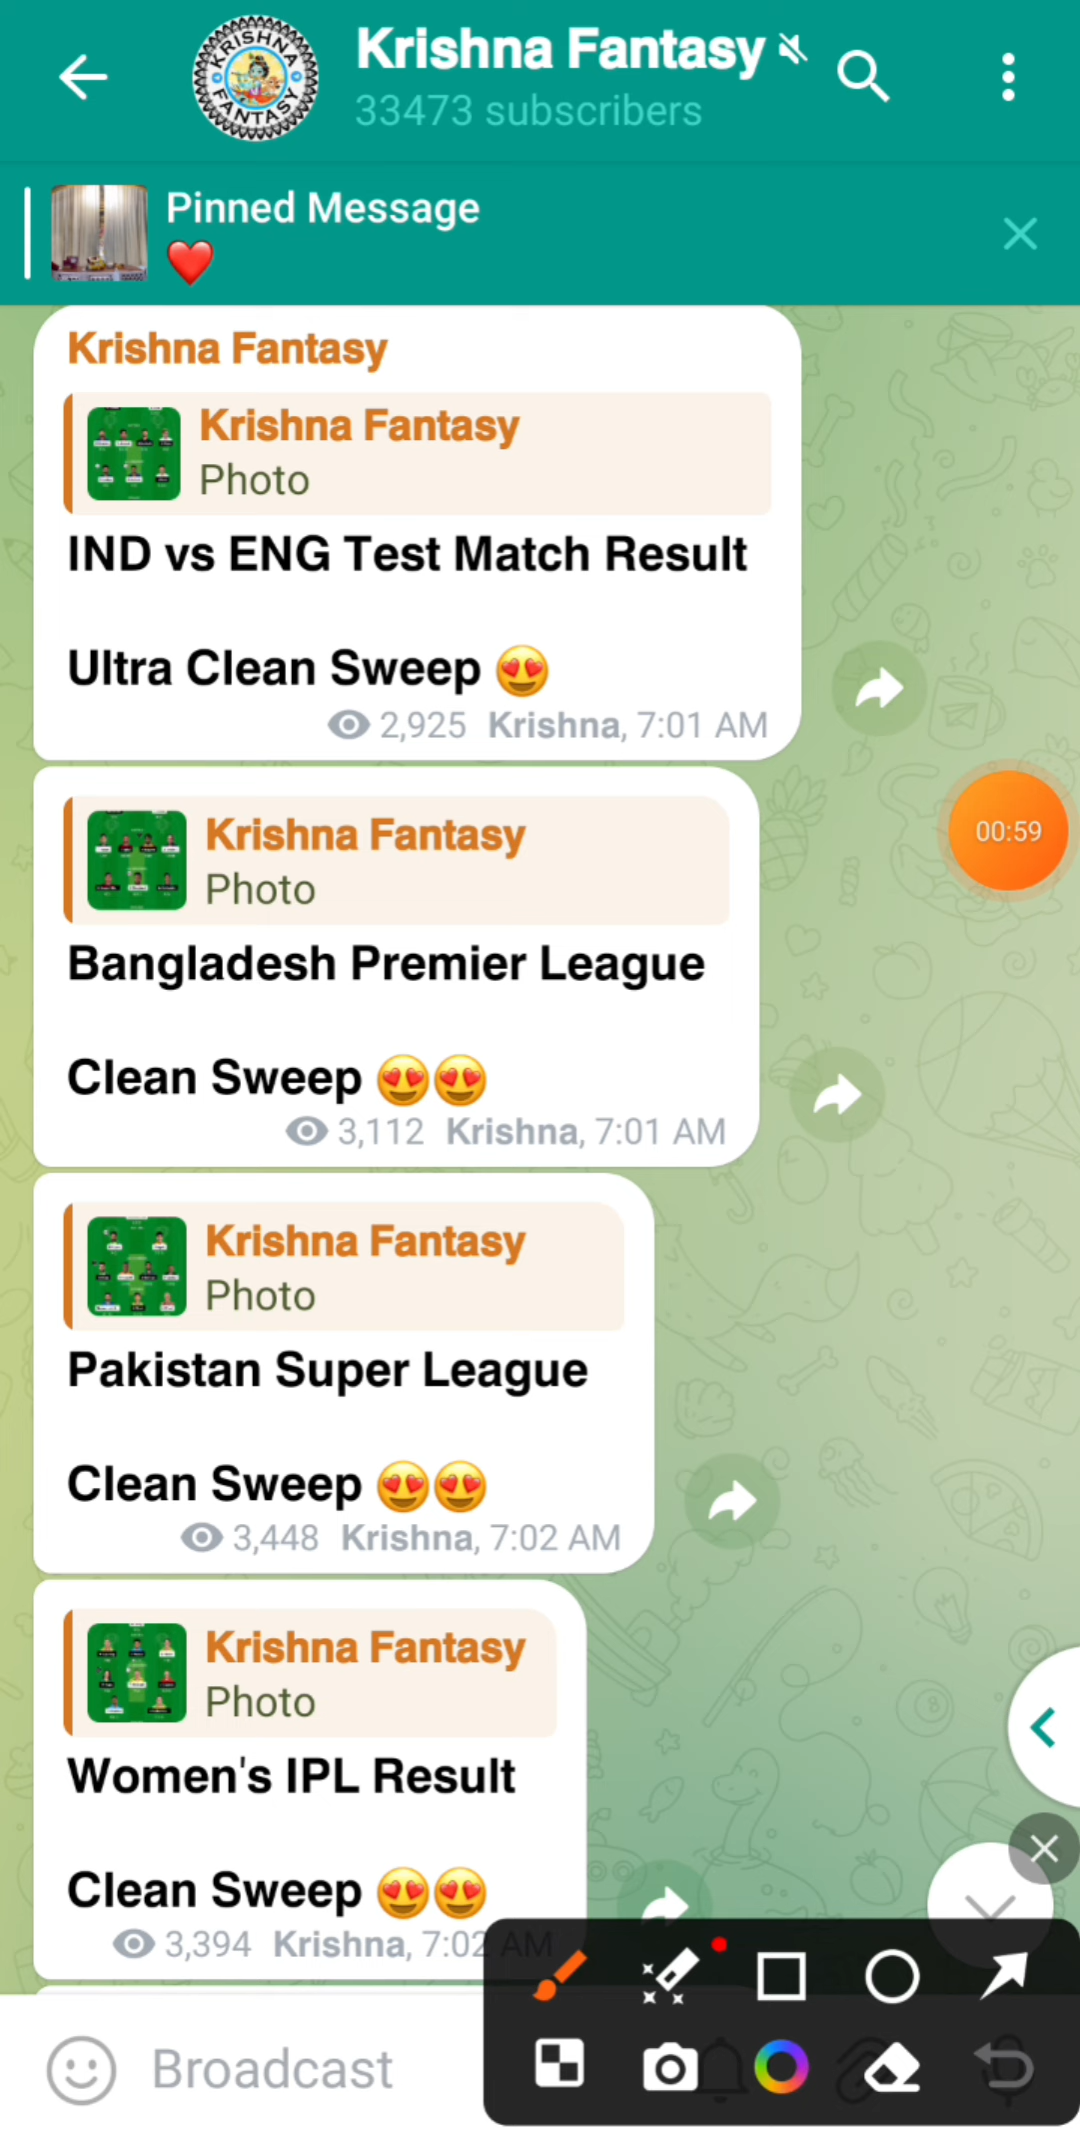 Krishna Fantasy
33473 subscribers
KRISHNA
FANTASY
Pinned Message
❤️
Krishna Fantasy
Krishna Fantasy
Photo
IND vs ENG Test Match Result
Ultra Clean Sweep 😍
2,925 Krishna, 7:01 AM
00:59
Krishna Fantasy
Photo
Bangladesh Premier League
Clean Sweep 😍😍
3,112 Krishna, 7:01 AM
Krishna Fantasy
Photo
Pakistan Super League
Clean Sweep 😍😍
3,448 Krishna, 7:02 AM
Krishna Fantasy
Photo
Women's IPL Result
Clean Sweep 😍😍
3,394 Krishna, 7:02 AM
Broadcast